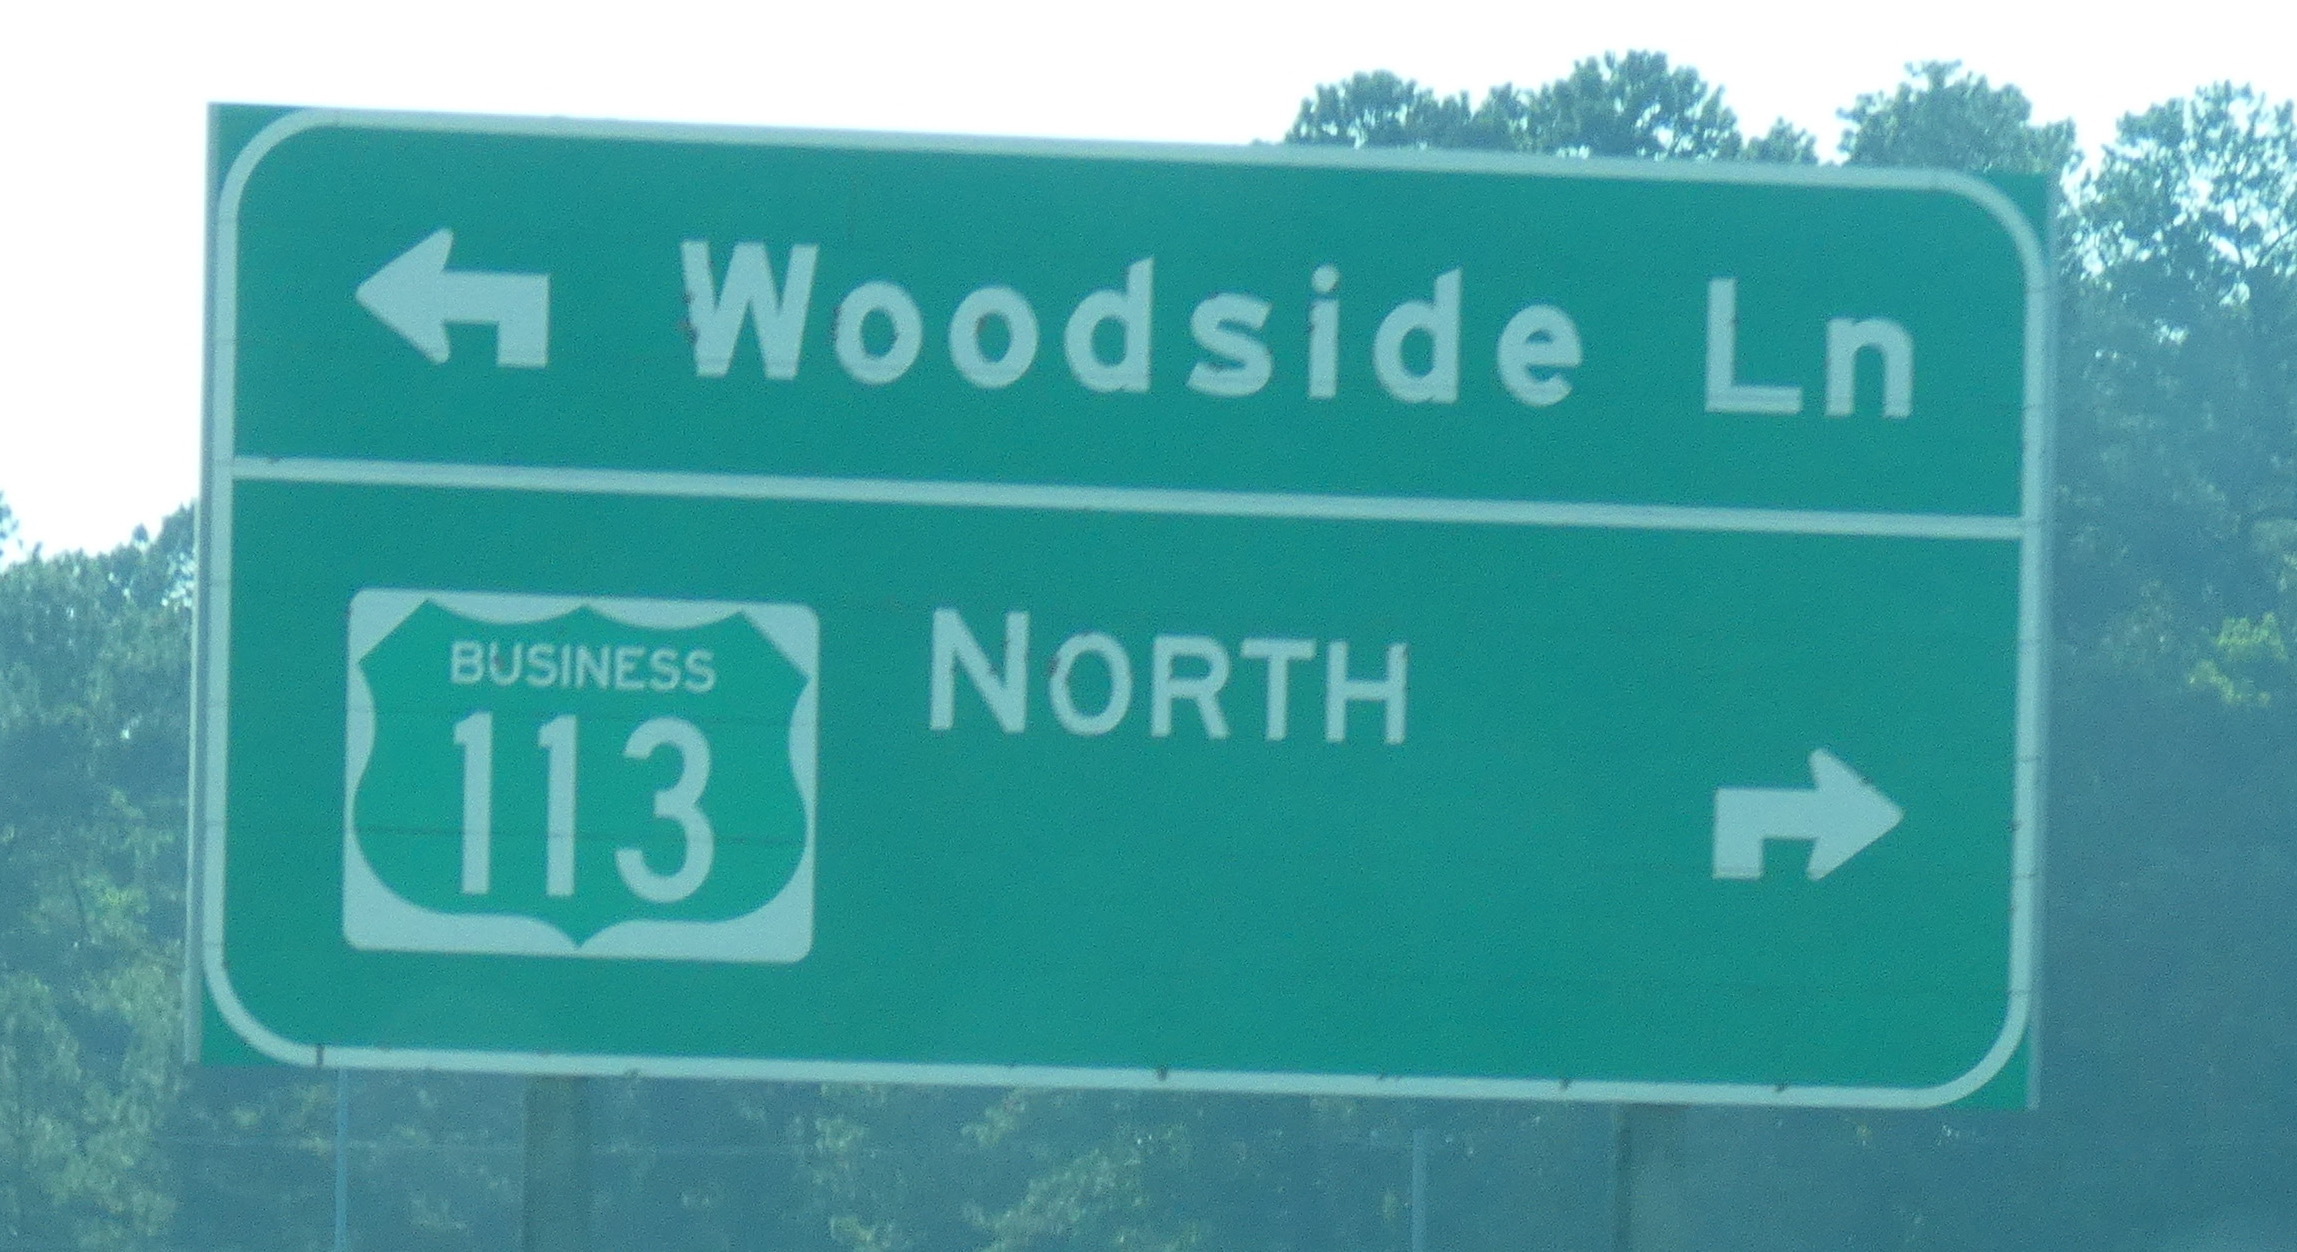 Woodside Ln
BUSINESS
113
NORTH